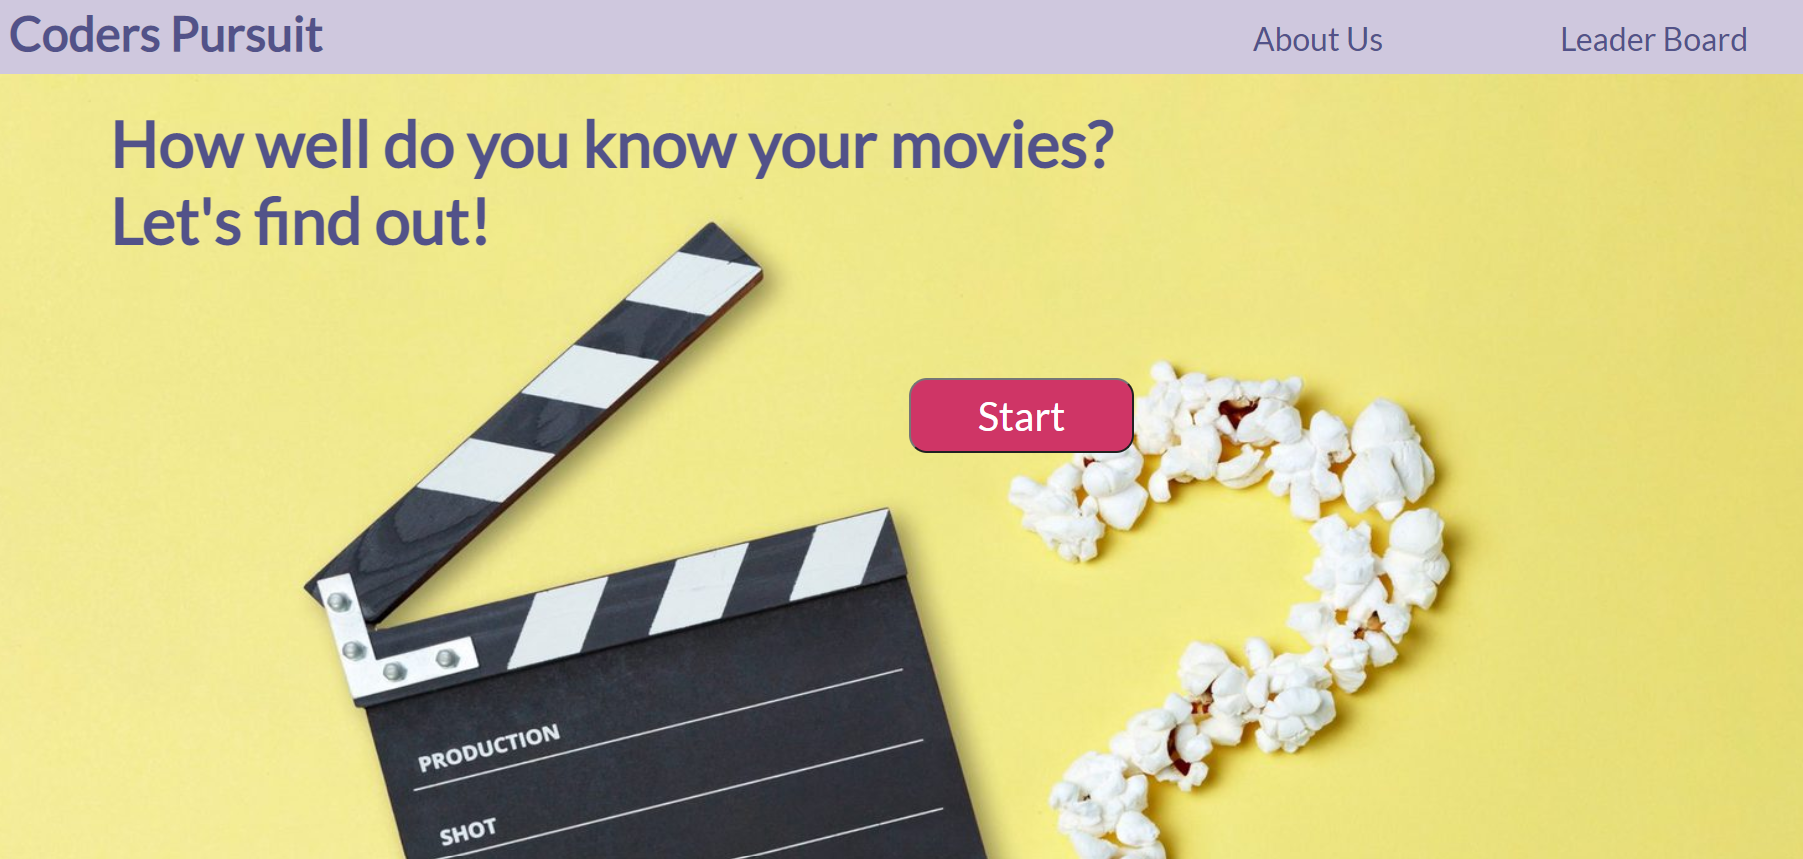 Coders Pursuit
About Us
Leader Board
How well do you know your movies?
Let's find out!
Start
PRODUCTION
SHOT